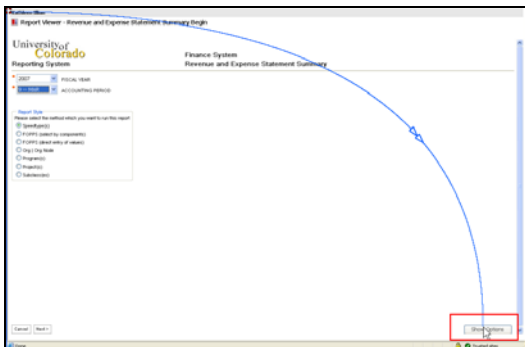 Report Viewer - Revenue and Expense Statement Summary Begin
University of
Colorado
Reporting System
Finance System
Revenue and Expense Statement Summary
* 2007 FISCAL YEAR
* ACCOUNTING PERIOD
Report Style
Please select the method which you want to run this report
Speedtype(s)
FOPPS (select by components)
FOPPS (direct entry of values)
Org | Org Node
Program(s)
Project(s)
Subclass(es)
Cancel Next >
Show Options
Done